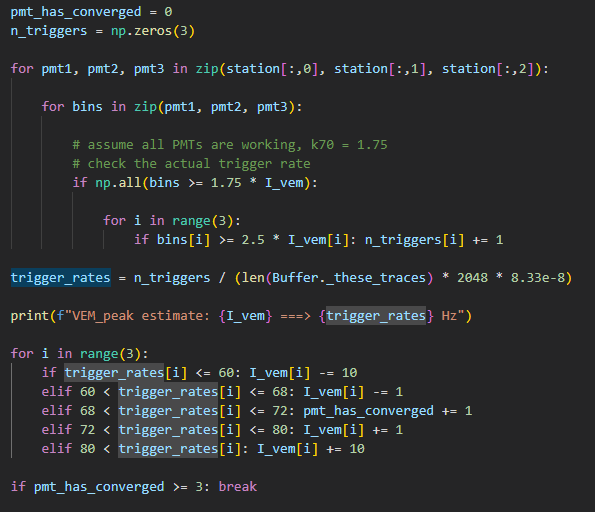 pmt_has_converged = 0
n_triggers = np.zeros(3)
for pmt1, pmt2, pmt3 in zip(station[:,0], station[:,1], station[:,2]):
for bins in zip(pmt1, pmt2, pmt3):
# assume all PMTs are working, k70 = 1.75
# check the actual trigger rate
if np.all(bins >= 1.75 * I_vem):
for i in range(3):
if bins[i] >= 2.5 * I_vem[i]: n_triggers[i] += 1
trigger_rates = n_triggers / (len(Buffer._these_traces) * 2048 * 8.33e-8)
print(f"VEM_peak estimate: {I_vem} ===> {trigger_rates} Hz")
for i in range(3):
if trigger_rates[i] <= 60: I_vem[i] -= 10
elif 60 < trigger_rates[i] <= 68: I_vem[i] -= 1
elif 68 < trigger_rates[i] <= 72: pmt_has_converged += 1
elif 72 < trigger_rates[i] <= 80: I_vem[i] += 1
elif 80 < trigger_rates[i]: I_vem[i] += 10
if pmt_has_converged >= 3: break